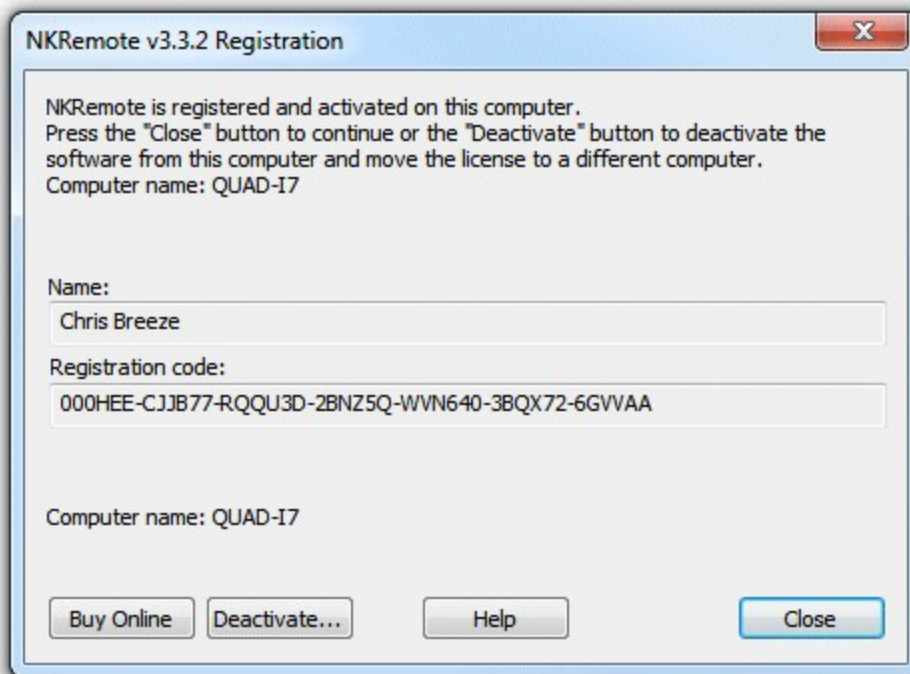 NKRemote v3.3.2 Registration
NKRemote is registered and activated on this computer.
Press the "Close" button to continue or the "Deactivate" button to deactivate the
software from this computer and move the license to a different computer.
Computer name: QUAD-I7
Name:
Chris Breeze
Registration code:
000HEE-CJJB77-RQQU3D-2BNZ5Q-WVN640-3BQX72-6GVVAA
Computer name: QUAD-I7
Buy Online Deactivate... Help Close